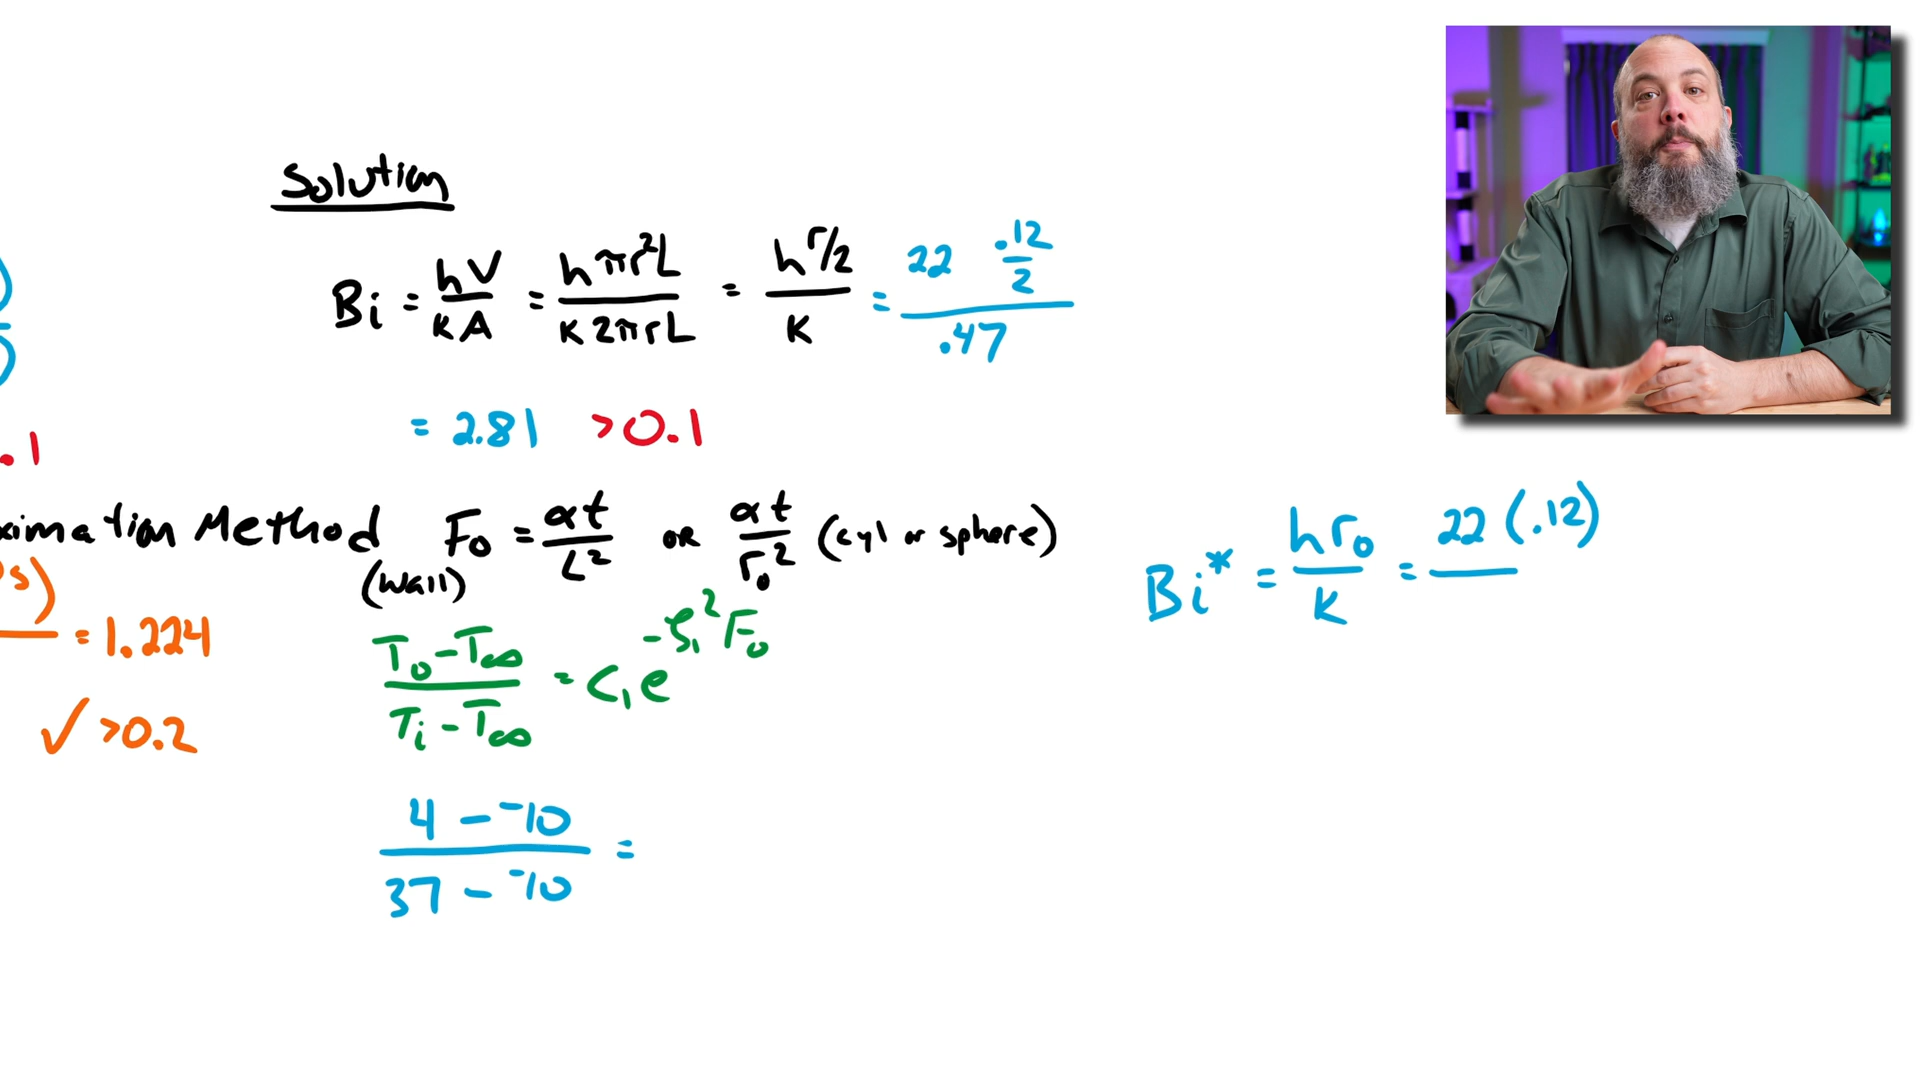 Solution
Bi = hV/kA = hπr²L/k2πrL = h r/2/k = 22 .12/2/.47
= 2.81 >0.1
.1
ximation Method (wall) Fo = αt/L² or αt/r₀² (cyl or sphere)
s) = 1.224
✓ >0.2
T₀-T∞/Tᵢ-T∞ = C₁e^-ζ₁²F₀
4 - ⁻10/37 - ⁻10 =
Bi* = hr₀/k = 22(.12)